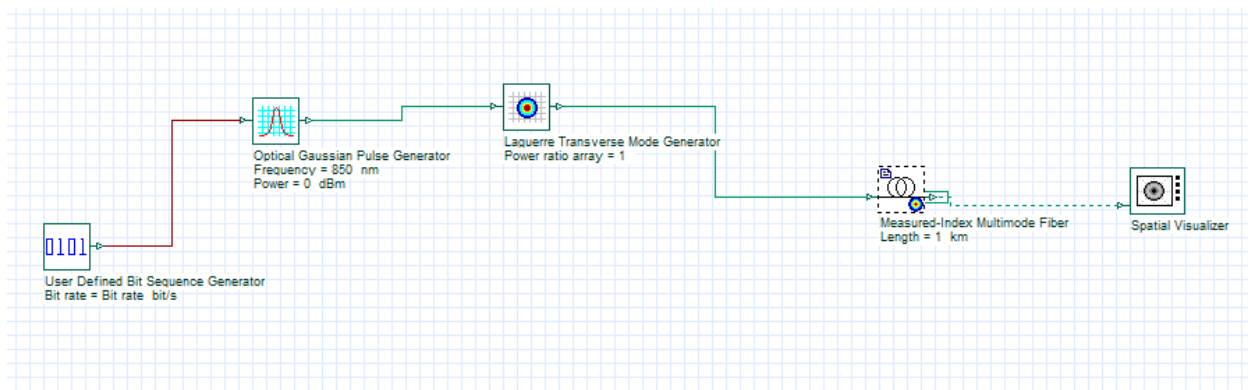 Optical Gaussian Pulse Generator
Frequency = 850 nm
Power = 0 dBm
Laguerre Transverse Mode Generator
Power ratio array = 1
Measured-Index Multimode Fiber
Length = 1 km
Spatial Visualizer
0101
User Defined Bit Sequence Generator
Bit rate = Bit rate bit/s